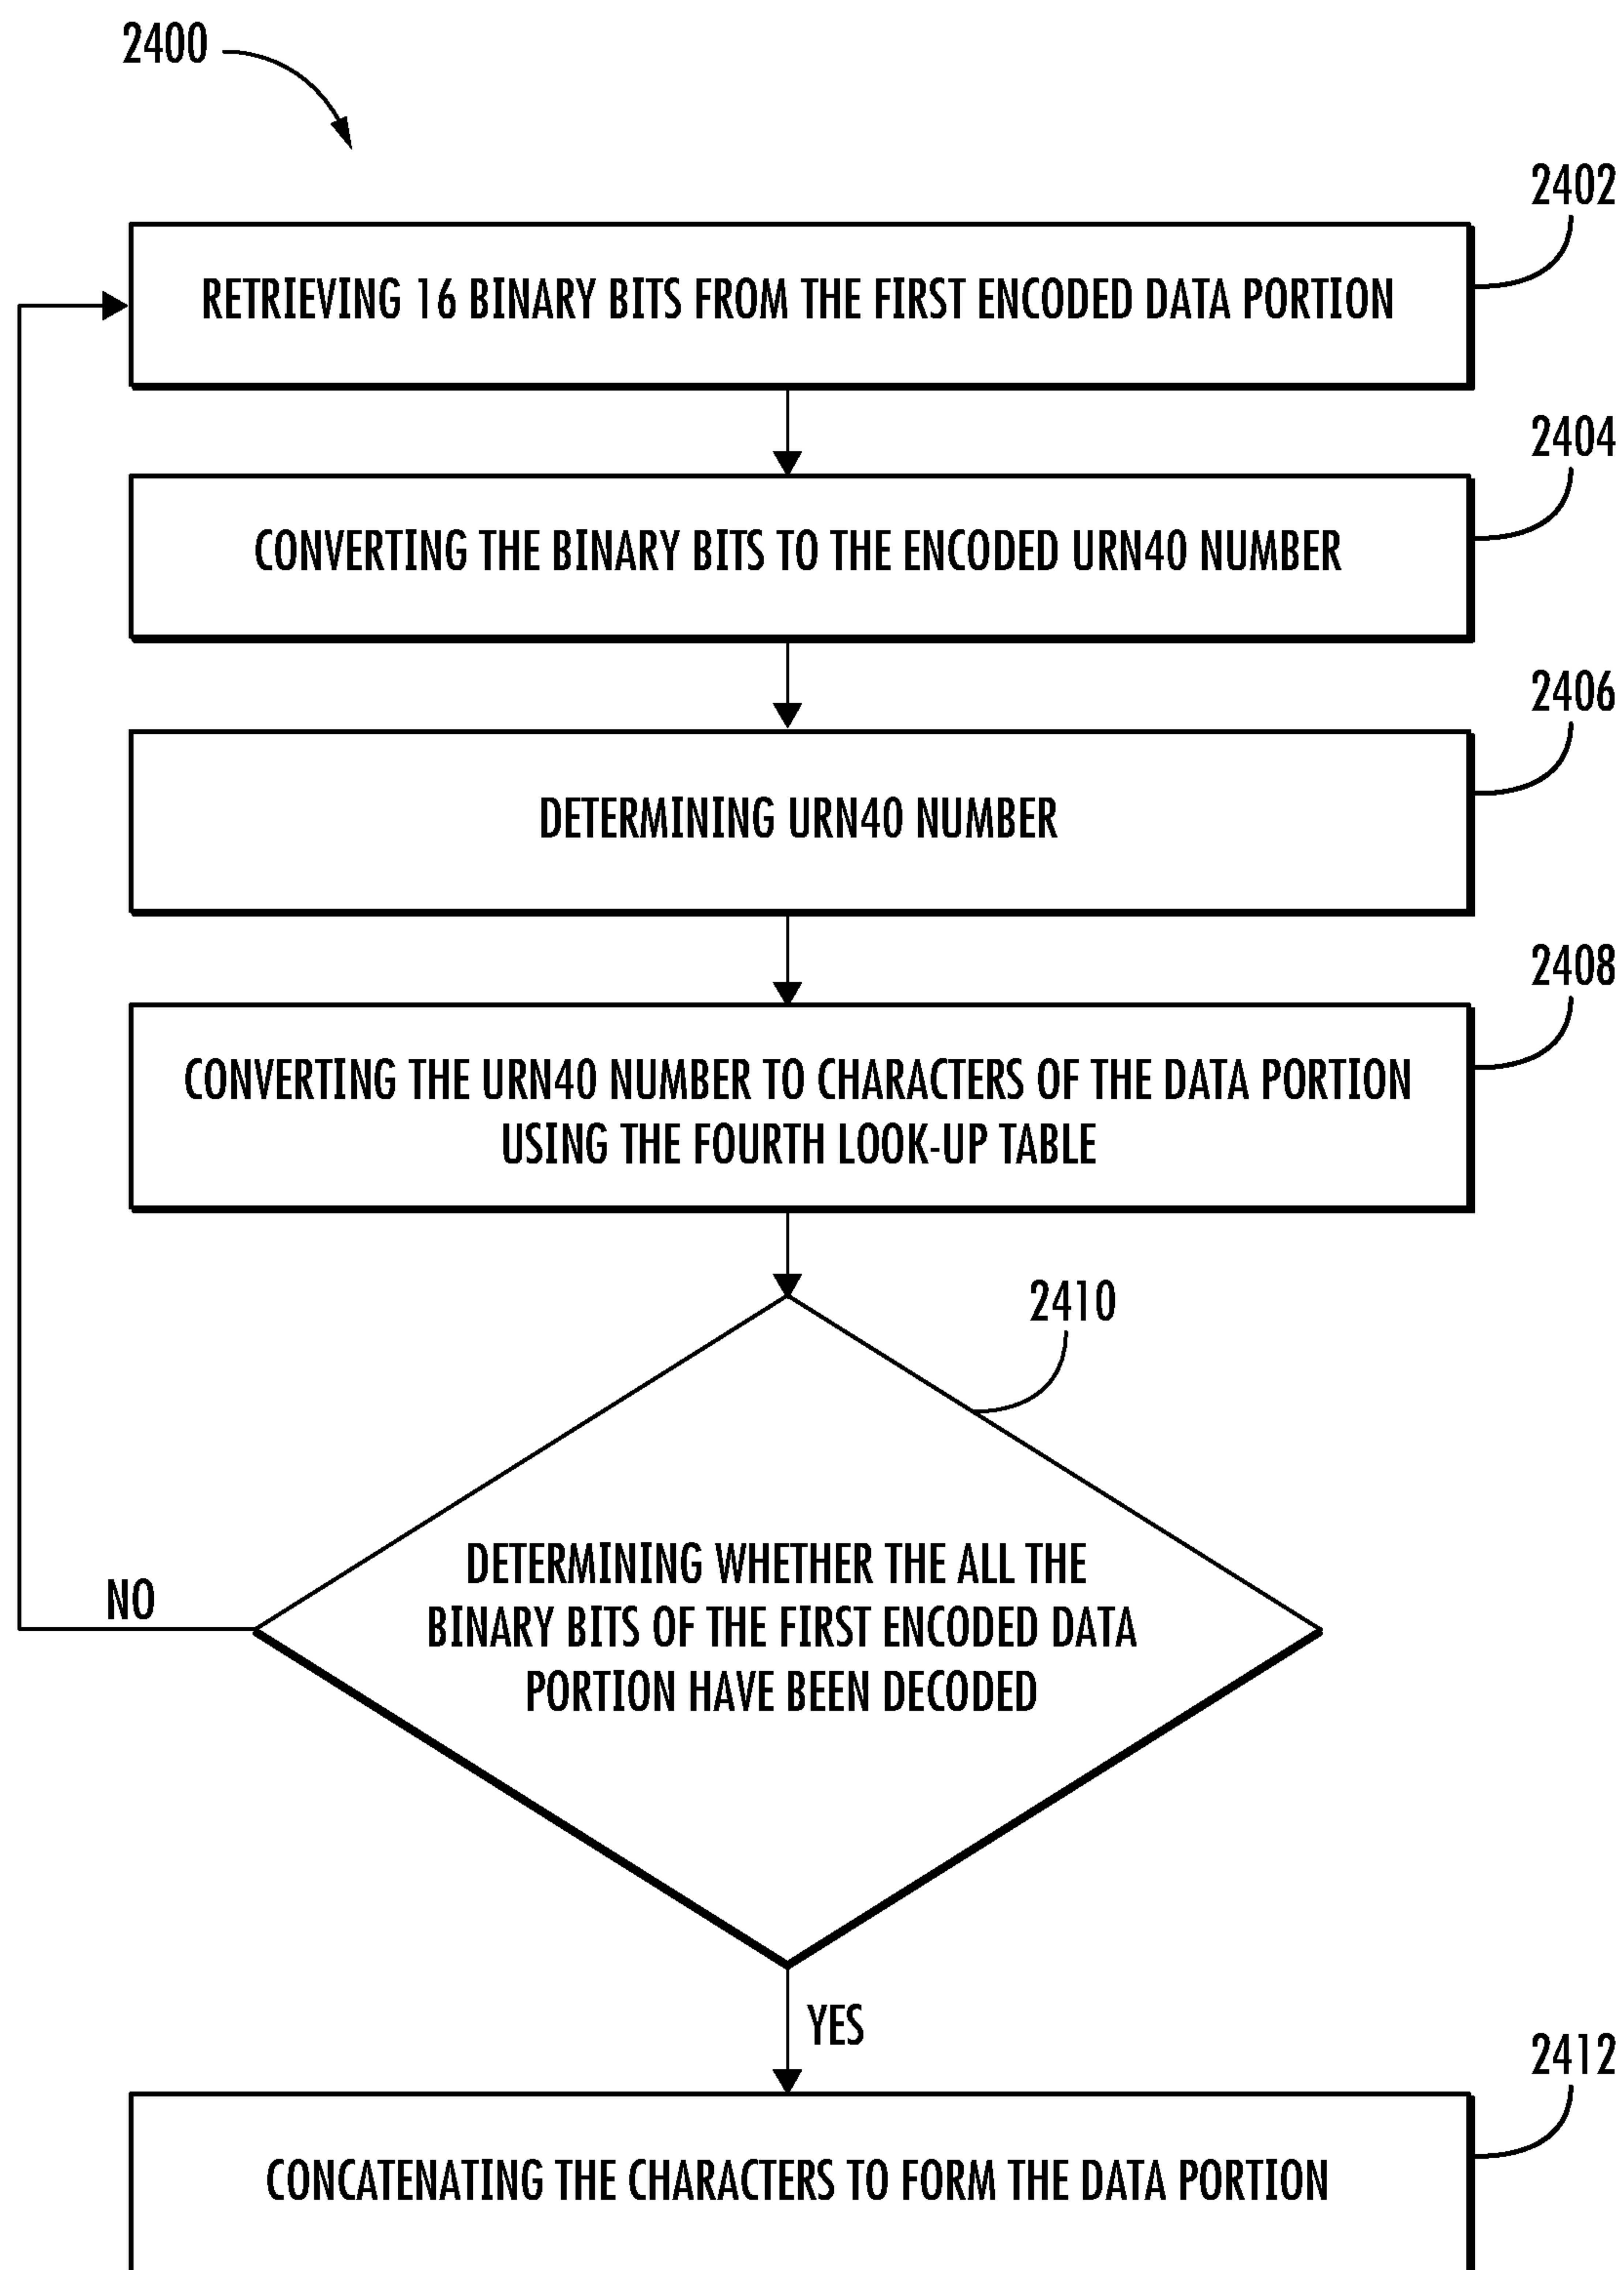 2400
2402
RETRIEVING 16 BINARY BITS FROM THE FIRST ENCODED DATA PORTION
2404
CONVERTING THE BINARY BITS TO THE ENCODED URN40 NUMBER
2406
DETERMINING URN40 NUMBER
2408
CONVERTING THE URN40 NUMBER TO CHARACTERS OF THE DATA PORTION
USING THE FOURTH LOOK-UP TABLE
2410
DETERMINING WHETHER THE ALL THE
BINARY BITS OF THE FIRST ENCODED DATA
PORTION HAVE BEEN DECODED
NO
YES
2412
CONCATENATING THE CHARACTERS TO FORM THE DATA PORTION